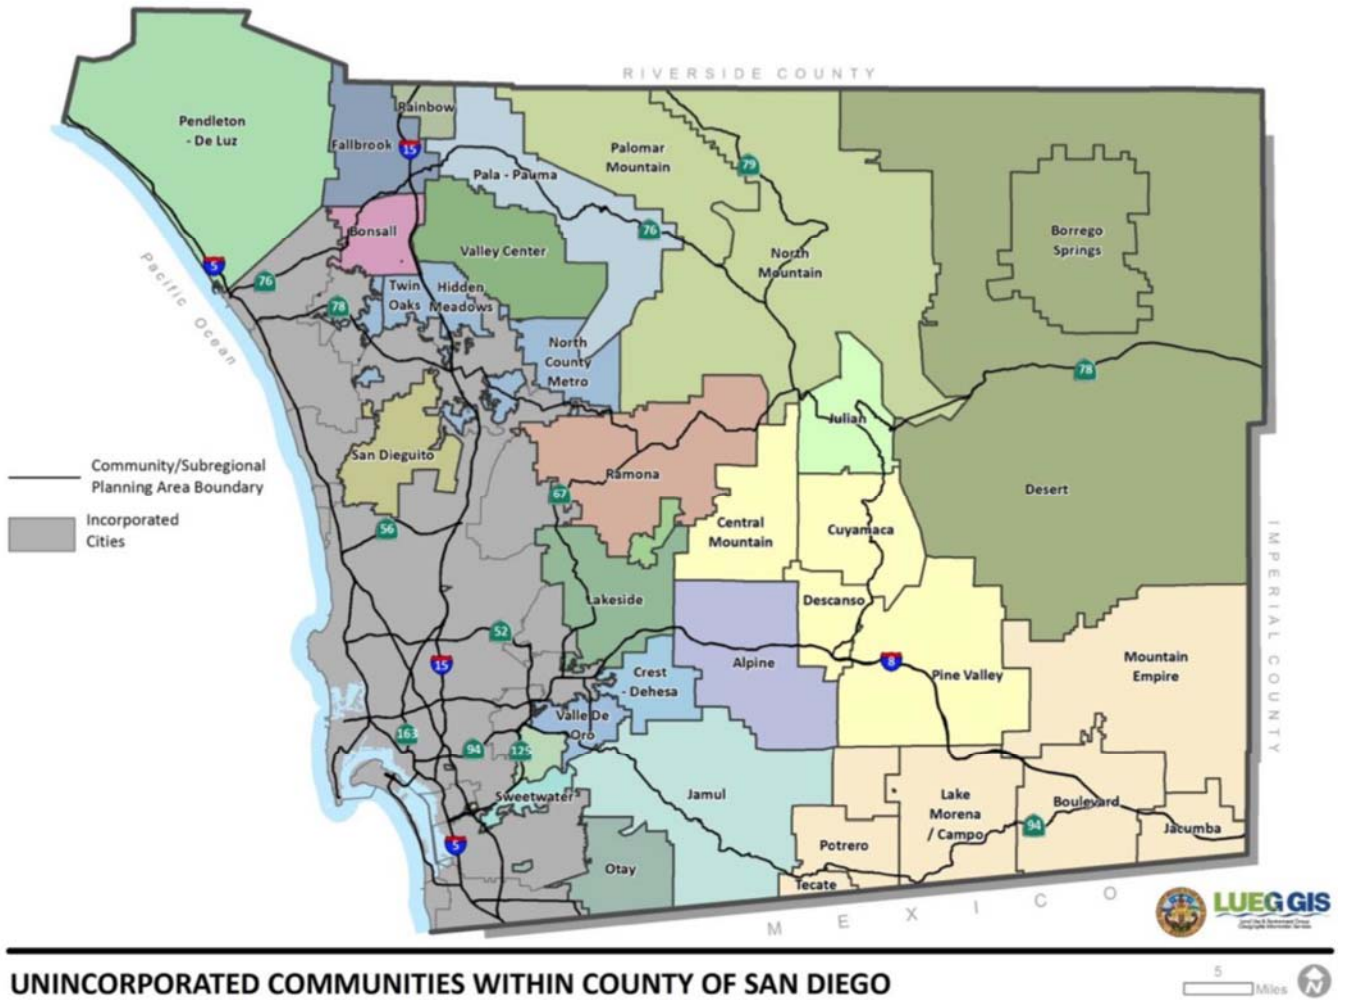 RIVERSIDE COUNTY
Pendleton
- De Luz
Rainbow
Fallbrook
15
Pala - Pauma
Palomar
Mountain
79
76
North
Mountain
Borrego
Springs
Bonsall
Valley Center
Pacific Ocean
5
76
78
Twin
Oaks
Hidden
Meadows
North
County
Metro
78
Julian
San Dieguito
Ramona
67
Desert
Community/Subregional
Planning Area Boundary
Incorporated
Cities
56
Central
Mountain
Cuyamaca
IMPERIAL COUNTY
Lakeside
Descanso
52
15
Alpine
8
Crest
- Dehesa
Pine Valley
Mountain
Empire
Valle De
Oro
163
94
125
Sweetwater
Jamul
Lake
Morena
/ Campo
Boulevard
94
Jacumba
5
Potrero
Otay
Tecate
MEXICO
LUEG GIS
UNINCORPORATED COMMUNITIES WITHIN COUNTY OF SAN DIEGO
5
Miles
N